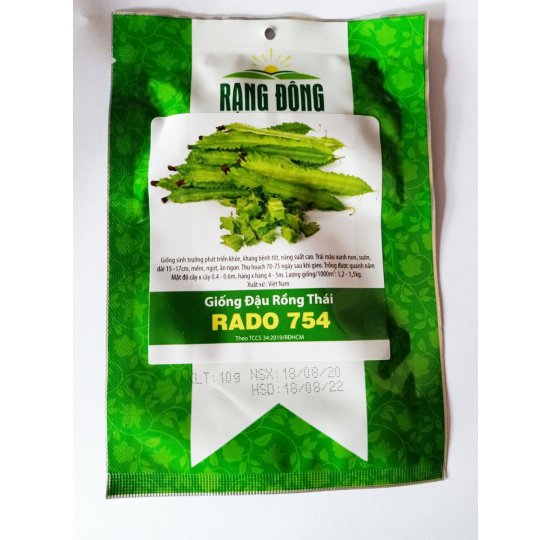 RẠNG ĐÔNG
Giống sinh trưởng phát triển khỏe, kháng bệnh tốt, năng suất cao. Trái màu xanh non, suôn,
dài 15 -17cm, mềm, ngọt, ăn ngon. Thu hoạch 70-75 ngày sau khi gieo. Trồng được quanh năm
Mật độ cây x cây 0.4 - 0.6m, hàng x hàng 4 - 5m. Lượng giống/1000m²: 1,2 - 1,5kg.
Xuất xứ : Việt Nam.
Giống Đậu Rồng Thái
RADO 754
Theo TCCS 34:2019/RĐHCM
KLT: 10g NSX: 18/08/20
HSD: 18/08/22